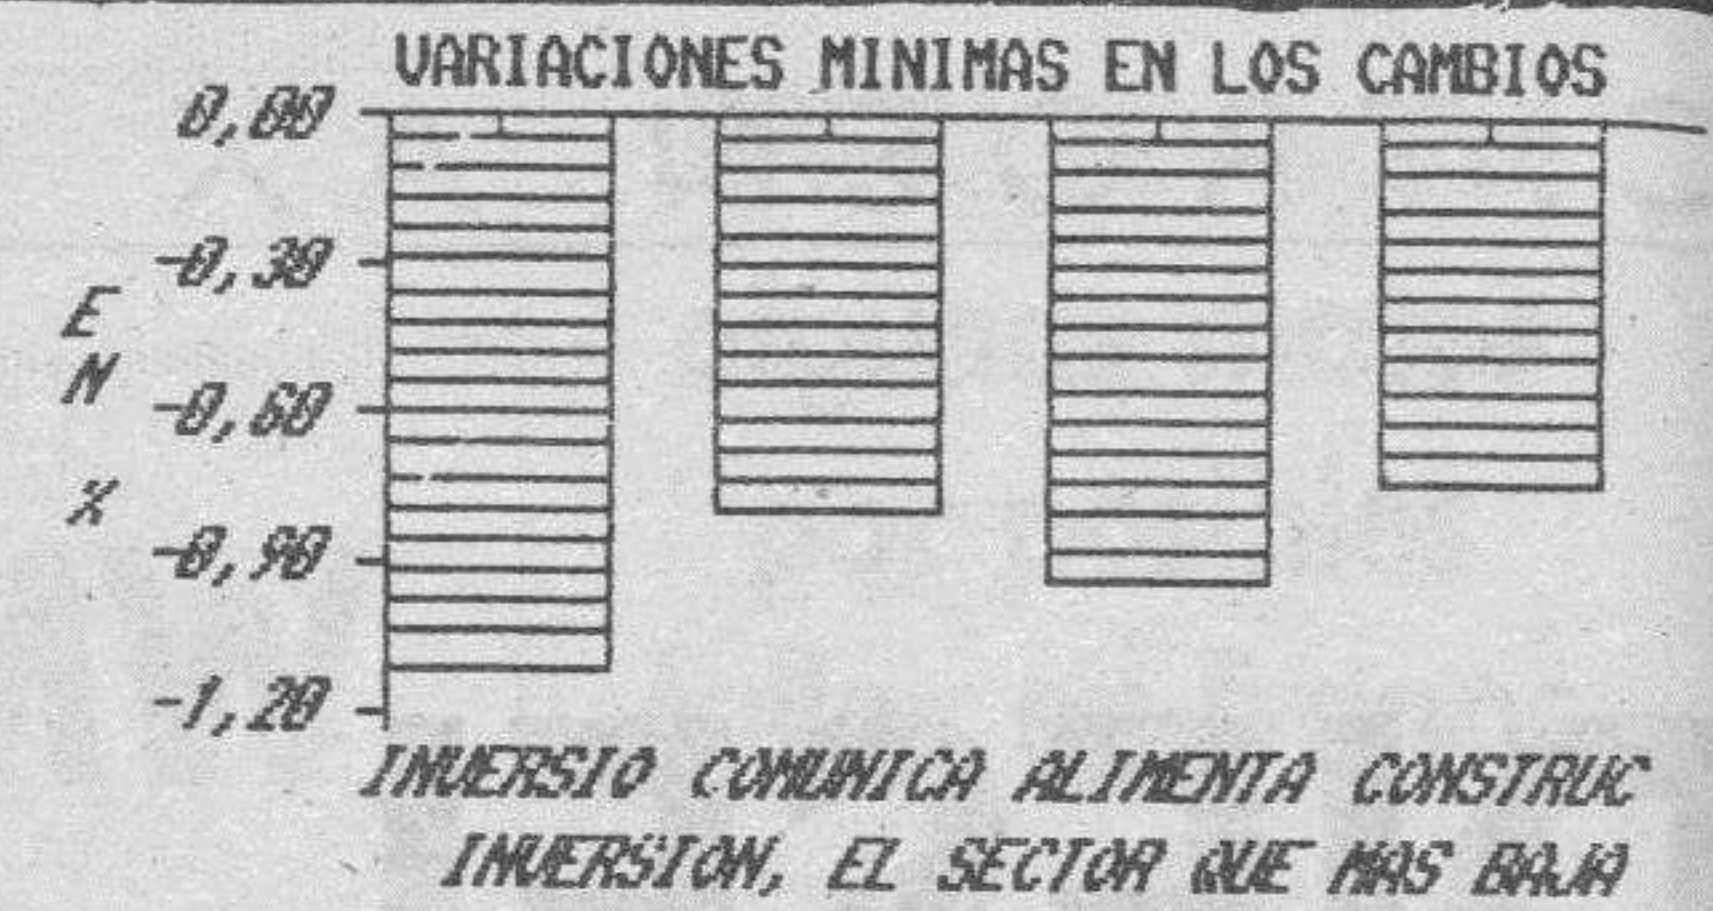 VARIACIONES MINIMAS EN LOS CAMBIOS
0,00
-0,30
-0,60
-0,90
-1,20
EN %
INVERSIO COMUNICA ALIMENTA CONSTRUC
INVERSION, EL SECTOR QUE MAS BAJA